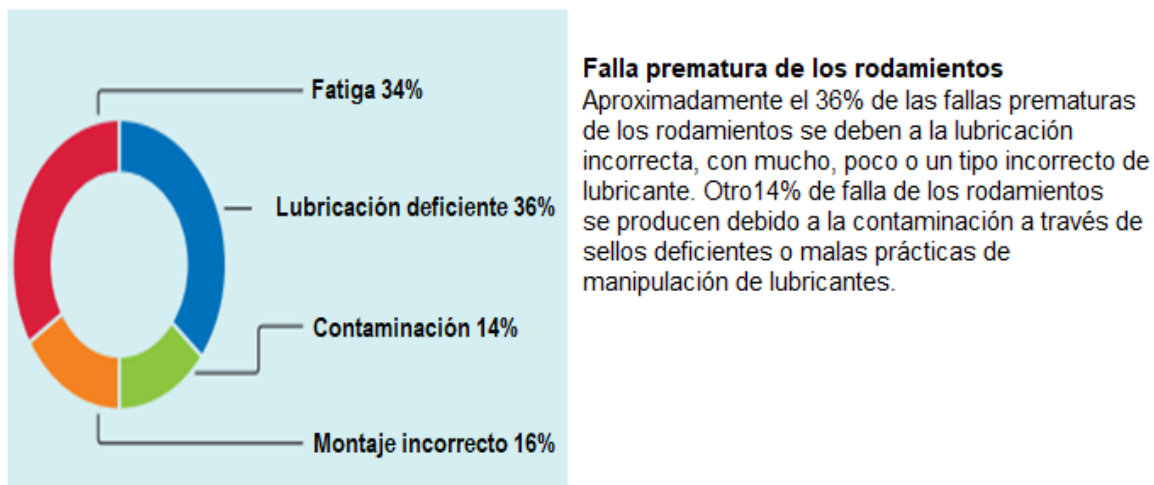 Fatiga 34%
Lubricación deficiente 36%
Contaminación 14%
Montaje incorrecto 16%
Falla prematura de los rodamientos
Aproximadamente el 36% de las fallas prematuras
de los rodamientos se deben a la lubricación
incorrecta, con mucho, poco o un tipo incorrecto de
lubricante. Otro14% de falla de los rodamientos
se producen debido a la contaminación a través de
sellos deficientes o malas prácticas de
manipulación de lubricantes.